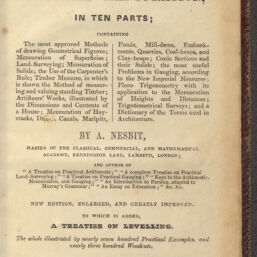 IN TEN PARTS;
CONTAINING
The most approved Methods
of drawing Geometrical Figures;
Mensuration of Superficies;
Land-Surveying; Mensuration of
Solids; the Use of the Carpenter's
Rule; Timber Measure, in which
is shown the Method of measur-
ing and valuing standing Timber;
Artificers' Works, illustrated by
the Dimensions and Contents of
a House; Mensuration of Hay-
stacks, Canals, Marlpits,
Ponds, Mill-dams, Embank-
ments, Quarries, Coal-heaps, and
Clay-heaps; Conic Sections and
their Solids; the most useful
Problems in Gauging, according
to the New Imperial Measures;
Plane Trigonometry with its
application to the Mensuration
of Heights and Distances;
Trigonometrical Surveys; and a
Dictionary of the Terms used in
Architecture.
BY A. NESBIT,
MASTER OF THE CLASSICAL, COMMERCIAL, AND MATHEMATICAL
ACADEMY, KENNINGTON LANE, LAMBETH, LONDON;
AND AUTHOR OF
"A Treatise on Practical Arithmetic;" "A complete Treatise on Practical
Land-Surveying;" "A Treatise on Practical Gauging;" "Keys to the Arithmetic,
Mensuration, and Gauging;" "An Introduction to Parsing, adapted to
Murray's Grammar;" "An Essay on Education;" &c. &c.
NEW EDITION, ENLARGED, AND GREATLY IMPROVED.
TO WHICH IS ADDED,
A TREATISE ON LEVELLING.
The whole illustrated by nearly seven hundred Practical Examples, and
nearly three hundred Woodcuts.